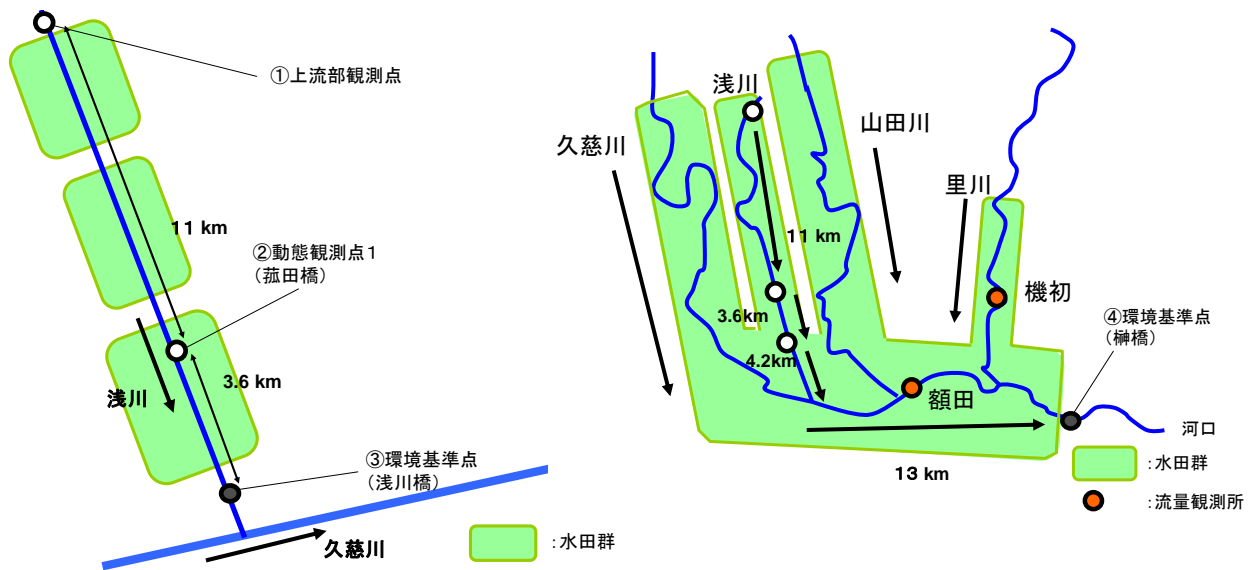 ①上流部観測点
11 km
②動態観測点1
(菰田橋)
3.6 km
浅川
③環境基準点
(浅川橋)
久慈川
:水田群
浅川
久慈川
山田川
里川
11 km
機初
3.6km
④環境基準点
(榊橋)
4.2km
額田
河口
13 km
:水田群
:流量観測所